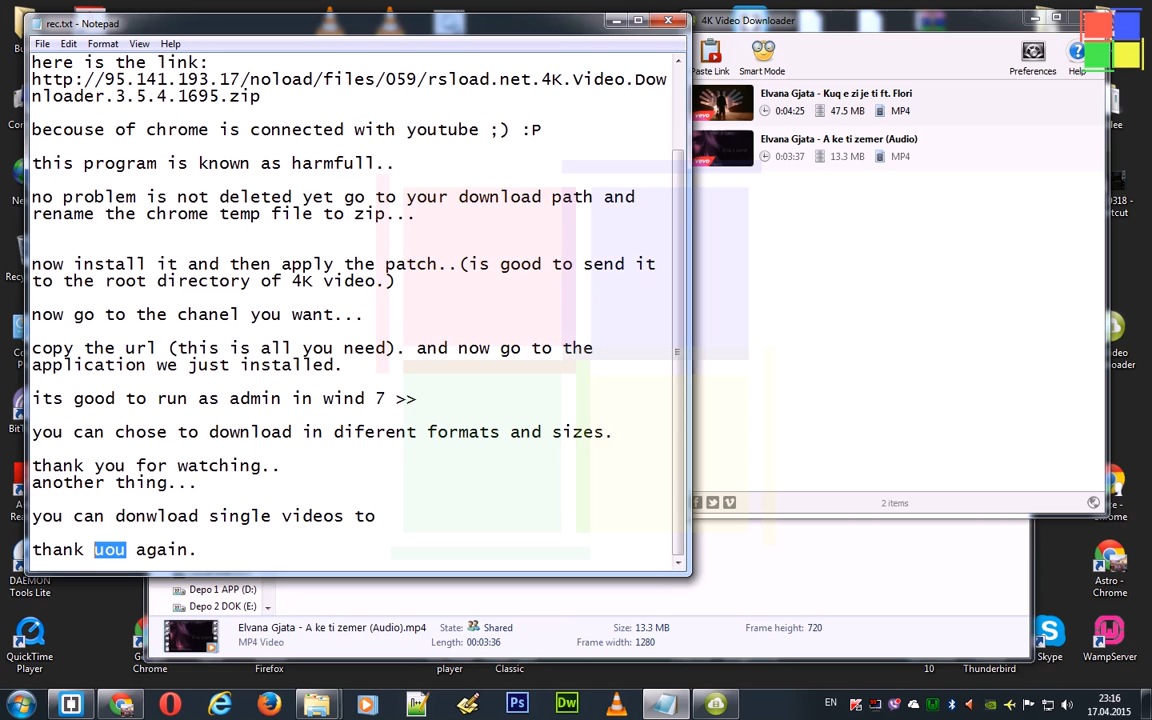 rec.txt - Notepad
File Edit Format View Help
here is the link:
http://95.141.193.17/noload/files/059/rsload.net.4K.Video.Dow
nloader.3.5.4.1695.zip
becouse of chrome is connected with youtube ;) :P
this program is known as harmfull..
no problem is not deleted yet go to your download path and
rename the chrome temp file to zip...
now install it and then apply the patch..(is good to send it
to the root directory of 4K video.)
now go to the chanel you want...
copy the url (this is all you need). and now go to the
application we just installed.
its good to run as admin in wind 7 >>
you can chose to download in diferent formats and sizes.
thank you for watching..
another thing...
you can donwload single videos to
thank uou again.
4K Video Downloader
Paste Link Smart Mode Preferences Help
Elvana Gjata - Kuq e zi je ti ft. Flori
0:04:25 47.5 MB MP4
Elvana Gjata - A ke ti zemer (Audio)
0:03:37 13.3 MB MP4
2 items
Depo 1 APP (D:)
Depo 2 DOK (E:)
Elvana Gjata - A ke ti zemer (Audio).mp4 State: Shared Size: 13.3 MB Frame height: 720
MP4 Video Length: 00:03:36 Frame width: 1280
DAEMON
Tools Lite
QuickTime
Player
Chrome
Firefox
player
Classic
10
Thunderbird
Astro -
Chrome
Skype
WampServer
EN
23:16
17.04.2015